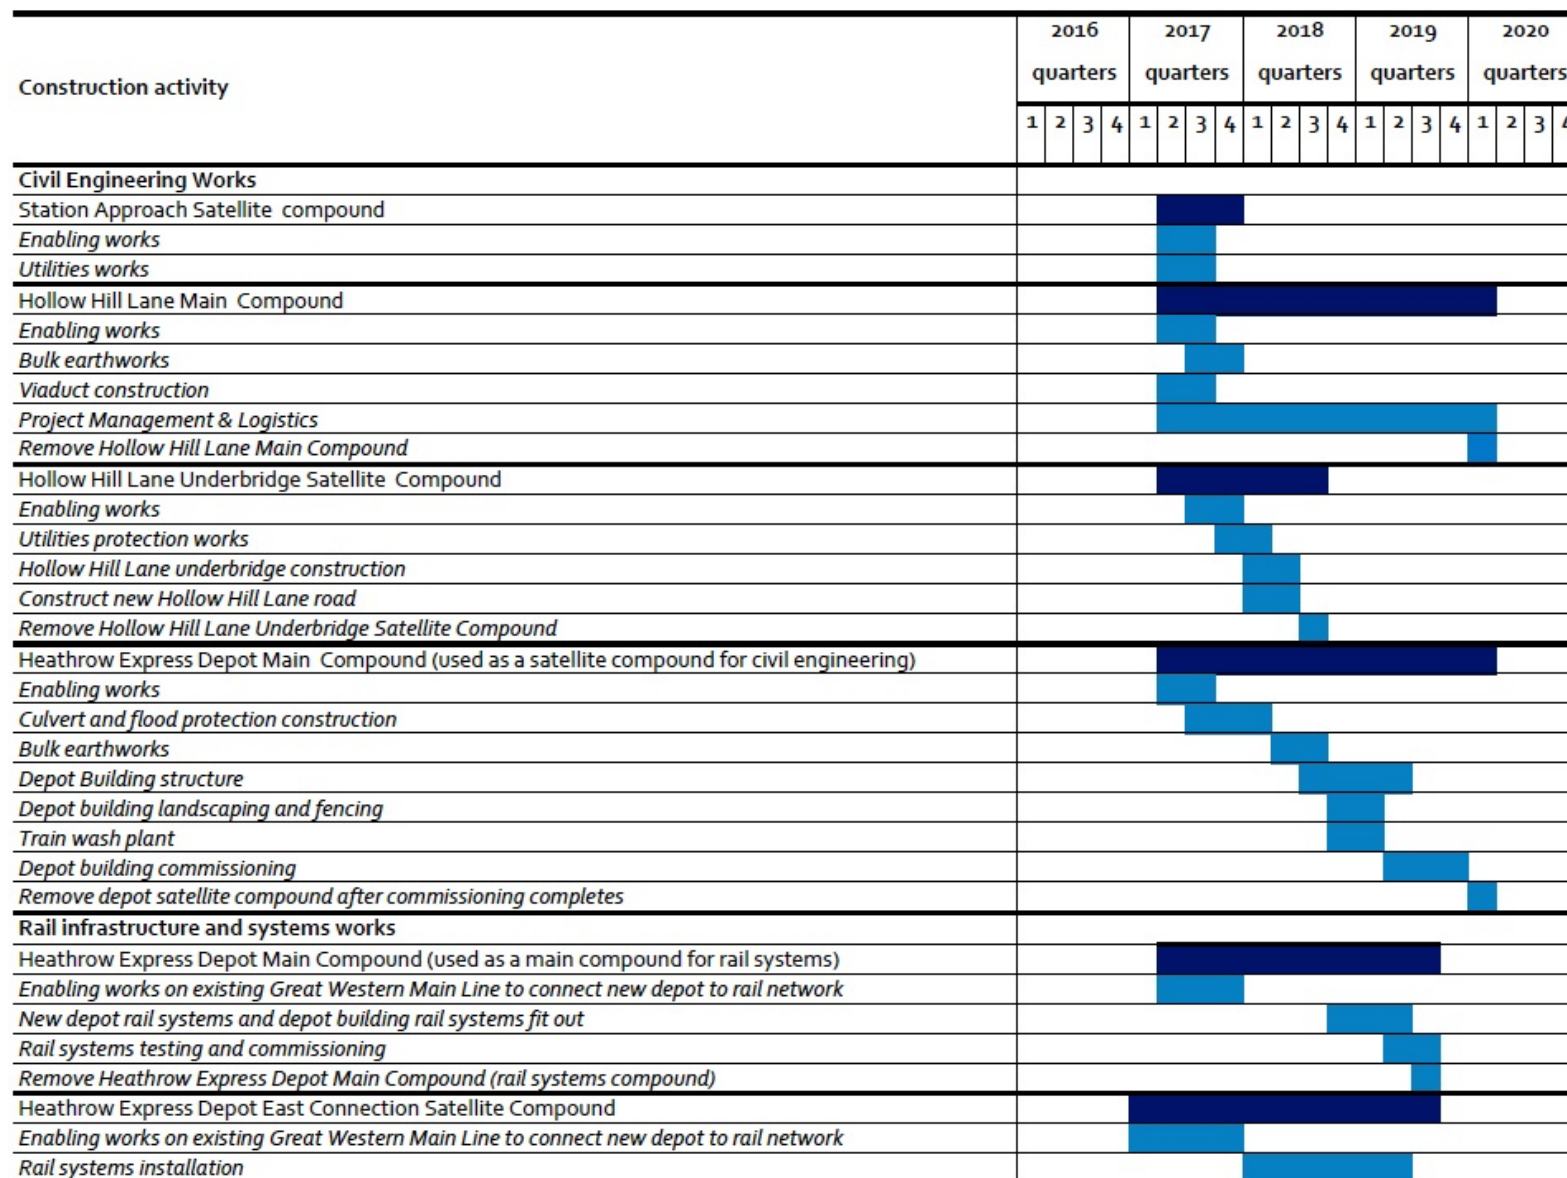 2016 2017 2018 2019 2020
quarters quarters quarters quarters quarters
Construction activity
1 2 3 4 1 2 3 4 1 2 3 4 1 2 3 4 1 2 3 4
Civil Engineering Works
Station Approach Satellite compound
Enabling works
Utilities works
Hollow Hill Lane Main Compound
Enabling works
Bulk earthworks
Viaduct construction
Project Management & Logistics
Remove Hollow Hill Lane Main Compound
Hollow Hill Lane Underbridge Satellite Compound
Enabling works
Utilities protection works
Hollow Hill Lane underbridge construction
Construct new Hollow Hill Lane road
Remove Hollow Hill Lane Underbridge Satellite Compound
Heathrow Express Depot Main Compound (used as a satellite compound for civil engineering)
Enabling works
Culvert and flood protection construction
Bulk earthworks
Depot Building structure
Depot building landscaping and fencing
Train wash plant
Depot building commissioning
Remove depot satellite compound after commissioning completes
Rail infrastructure and systems works
Heathrow Express Depot Main Compound (used as a main compound for rail systems)
Enabling works on existing Great Western Main Line to connect new depot to rail network
New depot rail systems and depot building rail systems fit out
Rail systems testing and commissioning
Remove Heathrow Express Depot Main Compound (rail systems compound)
Heathrow Express Depot East Connection Satellite Compound
Enabling works on existing Great Western Main Line to connect new depot to rail network
Rail systems installation